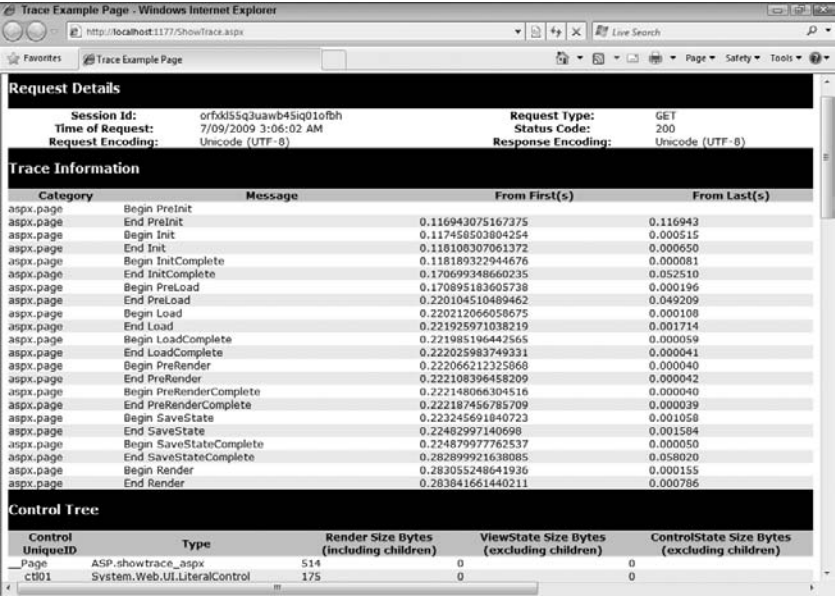 Trace Example Page - Windows Internet Explorer
http://localhost:1177/ShowTrace.aspx Live Search
Favorites Trace Example Page Page Safety Tools
Request Details
Session Id: orfxkl55q3uawb45iq01ofbh Request Type: GET
Time of Request: 7/09/2009 3:06:02 AM Status Code: 200
Request Encoding: Unicode (UTF-8) Response Encoding: Unicode (UTF-8)
Trace Information
Category Message From First(s) From Last(s)
aspx.page Begin PreInit
aspx.page End PreInit 0.116943075167375 0.116943
aspx.page Begin Init 0.117458503804254 0.000515
aspx.page End Init 0.118108307061372 0.000650
aspx.page Begin InitComplete 0.118189322944676 0.000081
aspx.page End InitComplete 0.170699348660235 0.052510
aspx.page Begin PreLoad 0.170895183605738 0.000196
aspx.page End PreLoad 0.220104510489462 0.049209
aspx.page Begin Load 0.220212066058675 0.000108
aspx.page End Load 0.221925971038219 0.001714
aspx.page Begin LoadComplete 0.221985196442565 0.000059
aspx.page End LoadComplete 0.222025983749331 0.000041
aspx.page Begin PreRender 0.222066212325868 0.000040
aspx.page End PreRender 0.222108396458209 0.000042
aspx.page Begin PreRenderComplete 0.222148066304516 0.000040
aspx.page End PreRenderComplete 0.222187456785709 0.000039
aspx.page Begin SaveState 0.223245691840723 0.001058
aspx.page End SaveState 0.22482997140698 0.001584
aspx.page Begin SaveStateComplete 0.224879977762537 0.000050
aspx.page End SaveStateComplete 0.282899921638085 0.058020
aspx.page Begin Render 0.283055248641936 0.000155
aspx.page End Render 0.283841661440211 0.000786
Control Tree
Control UniqueID Type Render Size Bytes (including children) ViewState Size Bytes (excluding children) ControlState Size Bytes (excluding children)
__Page ASP.showtrace_aspx 514 0 0
ctl01 System.Web.UI.LiteralControl 175 0 0